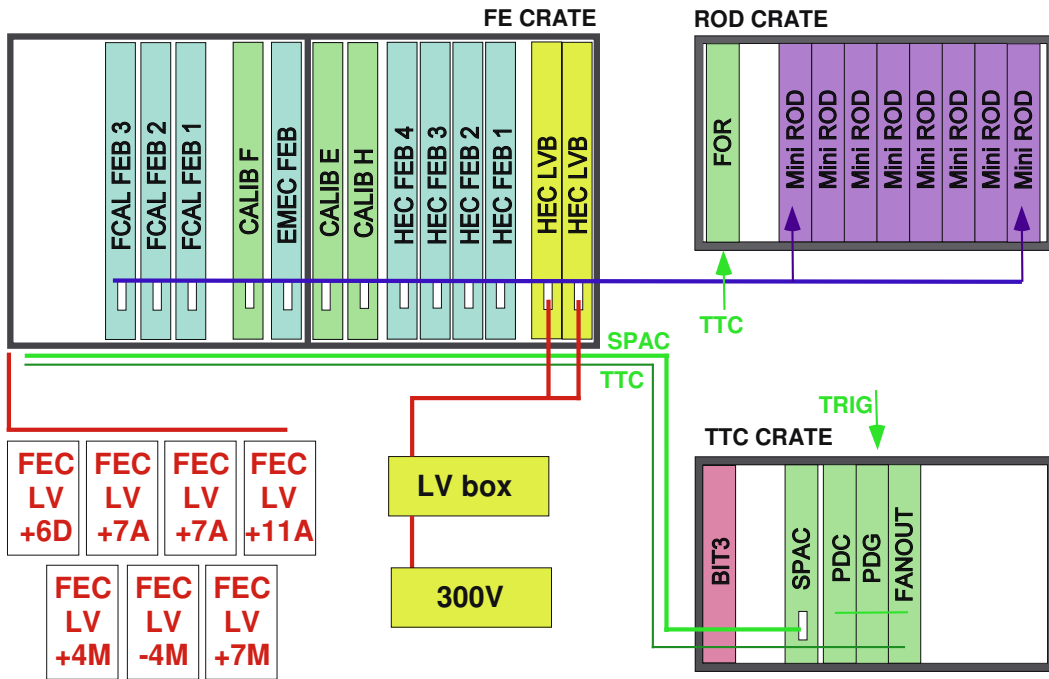 FE CRATE
ROD CRATE
FCAL FEB 3
FCAL FEB 2
FCAL FEB 1
CALIB F
EMEC FEB
CALIB E
CALIB H
HEC FEB 4
HEC FEB 3
HEC FEB 2
HEC FEB 1
HEC LVB
HEC LVB
FOR
Mini ROD
Mini ROD
Mini ROD
Mini ROD
Mini ROD
Mini ROD
Mini ROD
Mini ROD
TTC
SPAC
TTC
TRIG
TTC CRATE
FEC
LV
+6D
FEC
LV
+7A
FEC
LV
+7A
FEC
LV
+11A
LV box
FEC
LV
+4M
FEC
LV
-4M
FEC
LV
+7M
300V
BIT3
SPAC
PDC
PDG
FANOUT